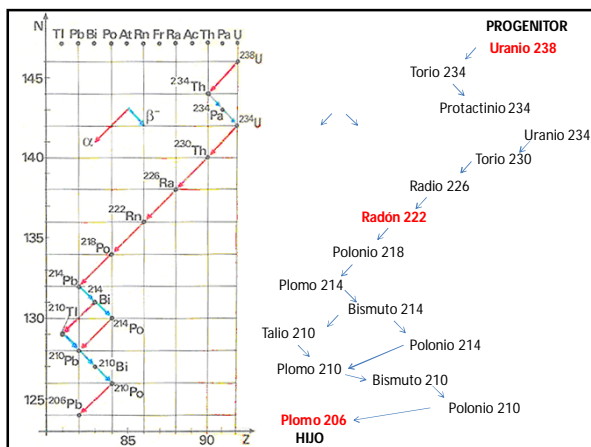 N
Tl Pb Bi Po At Rn Fr Ra Ac Th Pa U
145
140
135
130
125
85
90
Z
238U
234Th
234Pa
234U
β−
α
230Th
226Ra
222Rn
218Po
214Pb
214Bi
210Tl
214Po
210Pb
210Bi
210Po
206Pb
PROGENITOR
Uranio 238
Torio 234
Protactinio 234
Uranio 234
Torio 230
Radio 226
Radón 222
Polonio 218
Plomo 214
Bismuto 214
Talio 210
Polonio 214
Plomo 210
Bismuto 210
Polonio 210
Plomo 206
HIJO